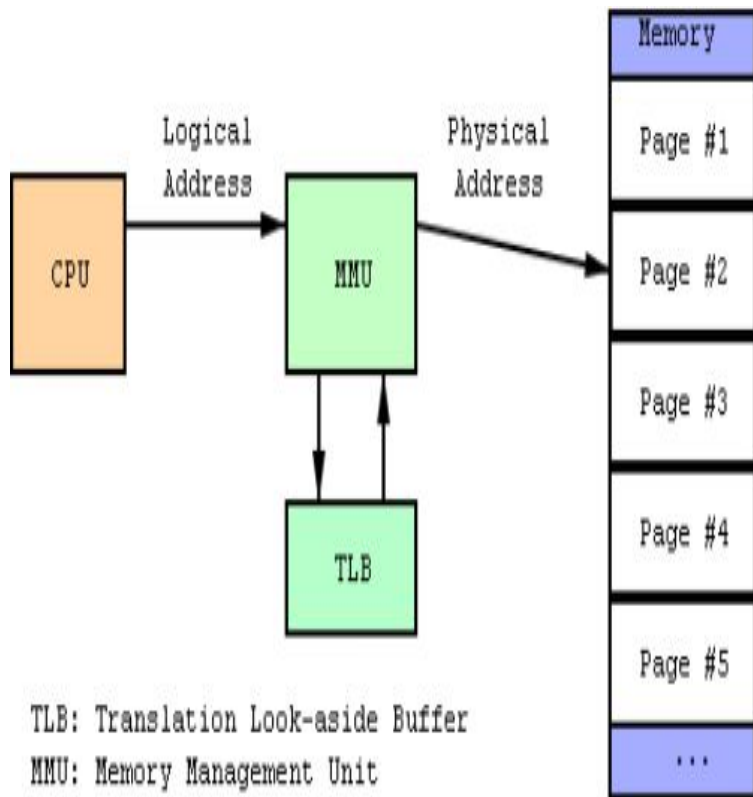 Memory
Logical
Address
Physical
Address
Page #1
CPU
MMU
Page #2
Page #3
TLB
Page #4
Page #5
TLB: Translation Look-aside Buffer
MMU: Memory Management Unit
...